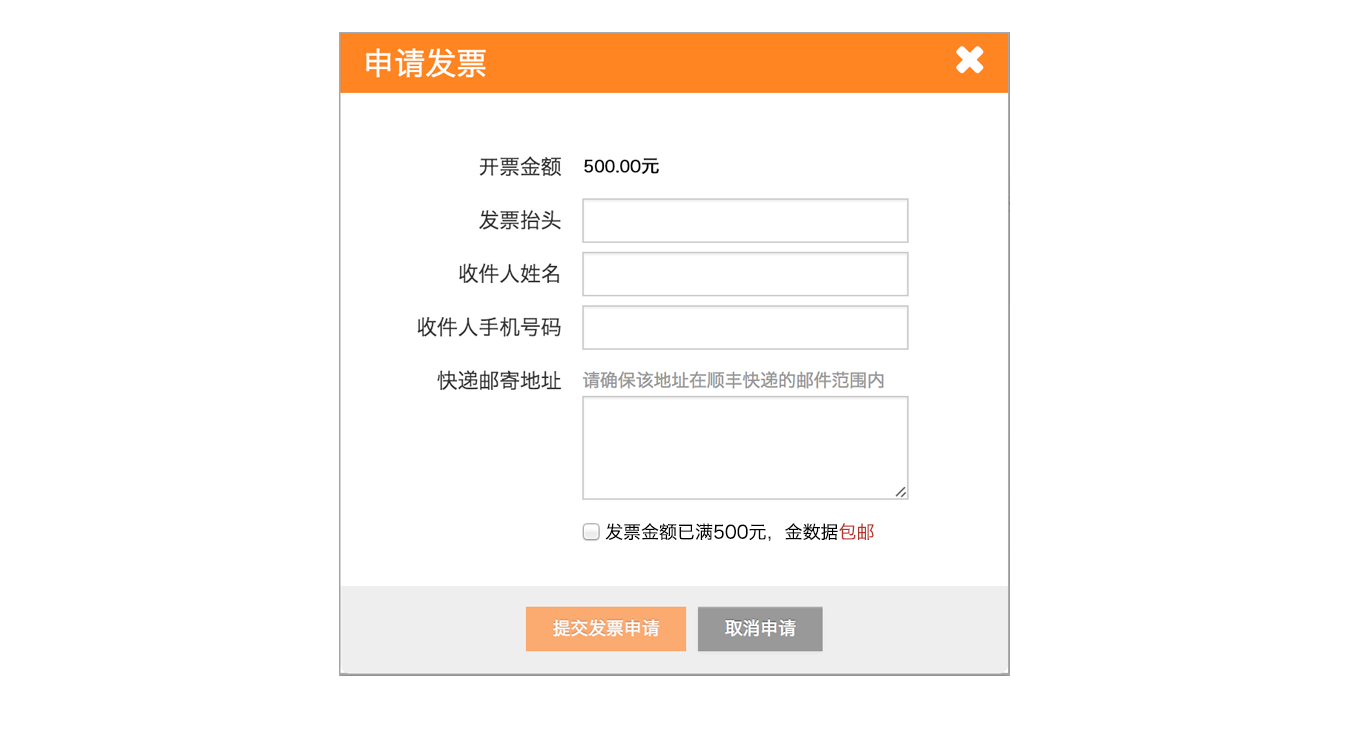 申请发票
开票金额 500.00元
发票抬头
收件人姓名
收件人手机号码
快递邮寄地址 请确保该地址在顺丰快递的邮件范围内
发票金额已满500元，金数据包邮
提交发票申请 取消申请